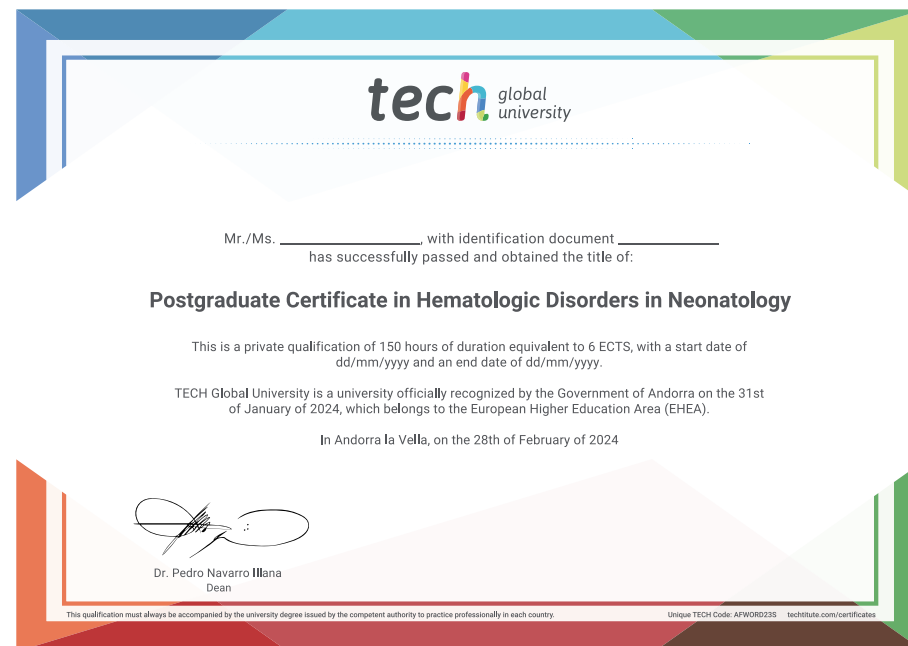 tech global
university
Mr./Ms. ____________________, with identification document ______________
has successfully passed and obtained the title of:
Postgraduate Certificate in Hematologic Disorders in Neonatology
This is a private qualification of 150 hours of duration equivalent to 6 ECTS, with a start date of
dd/mm/yyyy and an end date of dd/mm/yyyy.
TECH Global University is a university officially recognized by the Government of Andorra on the 31st
of January of 2024, which belongs to the European Higher Education Area (EHEA).
In Andorra la Vella, on the 28th of February of 2024
Dr. Pedro Navarro Illana
Dean
This qualification must always be accompanied by the university degree issued by the competent authority to practice professionally in each country.
Unique TECH Code: AFWORD23S techtitute.com/certificates